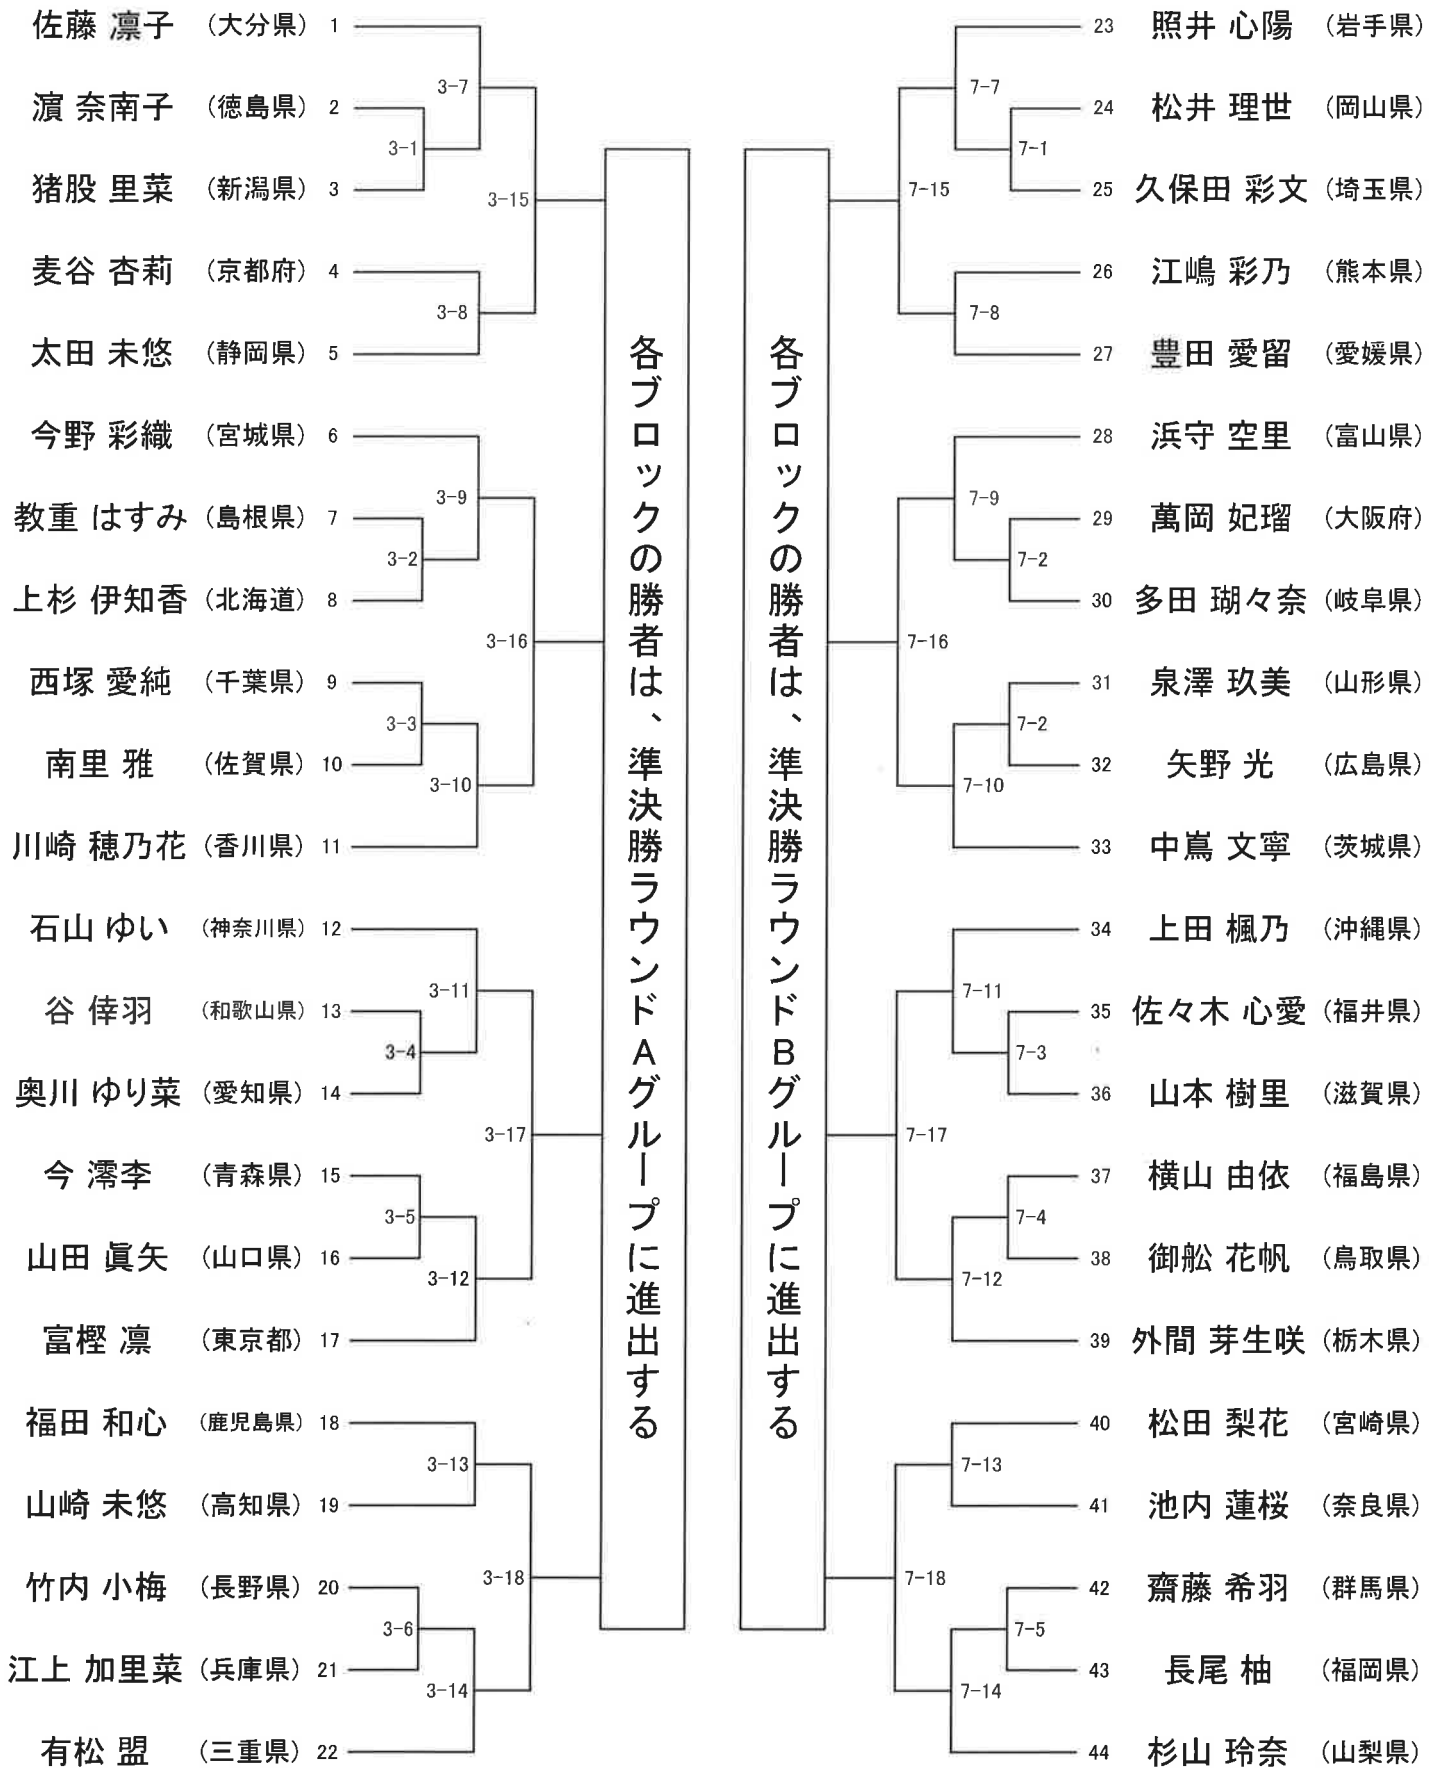 佐藤 凛子 （大分県） 1
濵 奈南子 （徳島県） 2
猪股 里菜 （新潟県） 3
麦谷 杏莉 （京都府） 4
太田 未悠 （静岡県） 5
今野 彩織 （宮城県） 6
教重 はすみ （島根県） 7
上杉 伊知香 （北海道） 8
西塚 愛純 （千葉県） 9
南里 雅 （佐賀県） 10
川崎 穂乃花 （香川県） 11
石山 ゆい （神奈川県） 12
谷 倖羽 （和歌山県） 13
奥川 ゆり菜 （愛知県） 14
今 澪李 （青森県） 15
山田 眞矢 （山口県） 16
富樫 凛 （東京都） 17
福田 和心 （鹿児島県） 18
山崎 未悠 （高知県） 19
竹内 小梅 （長野県） 20
江上 加里菜 （兵庫県） 21
有松 盟 （三重県） 22
3-7
3-1
3-15
3-8
3-9
3-2
3-16
3-3
3-10
3-11
3-4
3-17
3-5
3-12
3-13
3-18
3-6
3-14
各ブロックの勝者は、準決勝ラウンドAグループに進出する
各ブロックの勝者は、準決勝ラウンドBグループに進出する
7-7
7-1
7-15
7-8
7-9
7-2
7-16
7-2
7-10
7-11
7-3
7-17
7-4
7-12
7-13
7-18
7-5
7-14
23 照井 心陽 （岩手県）
24 松井 理世 （岡山県）
25 久保田 彩文 （埼玉県）
26 江嶋 彩乃 （熊本県）
27 豊田 愛留 （愛媛県）
28 浜守 空里 （富山県）
29 萬岡 妃瑠 （大阪府）
30 多田 瑚々奈 （岐阜県）
31 泉澤 玖美 （山形県）
32 矢野 光 （広島県）
33 中嶌 文寧 （茨城県）
34 上田 楓乃 （沖縄県）
35 佐々木 心愛 （福井県）
36 山本 樹里 （滋賀県）
37 横山 由依 （福島県）
38 御舩 花帆 （鳥取県）
39 外間 芽生咲 （栃木県）
40 松田 梨花 （宮崎県）
41 池内 蓮桜 （奈良県）
42 齋藤 希羽 （群馬県）
43 長尾 柚 （福岡県）
44 杉山 玲奈 （山梨県）